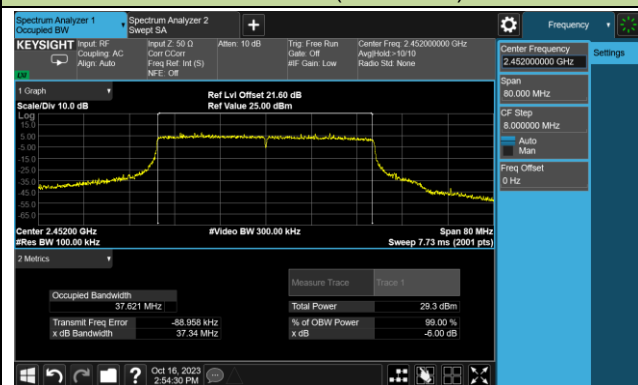 Spectrum Analyzer 1
Occupied BW
Spectrum Analyzer 2
Swept SA
+
Frequency
KEYSIGHT
Input: RF
Coupling: AC
Align: Auto
Input Z: 50 Ω
Corr CCorr
Freq Ref: Int (S)
NFE: Off
Atten: 10 dB
Trig: Free Run
Gate: Off
#IF Gain: Low
Center Freq: 2.452000000 GHz
Avg|Hold:>10/10
Radio Std: None
LXI
Center Frequency
2.452000000 GHz
Settings
Span
80.000 MHz
CF Step
8.000000 MHz
Auto
Man
Freq Offset
0 Hz
1 Graph
Scale/Div 10.0 dB
Ref Lvl Offset 21.60 dB
Ref Value 25.00 dBm
Log
15.0
5.00
-5.00
-15.0
-25.0
-35.0
-45.0
-55.0
-65.0
Center 2.45200 GHz
#Res BW 100.00 kHz
#Video BW 300.00 kHz
Span 80 MHz
Sweep 7.73 ms (2001 pts)
2 Metrics
Measure Trace
Trace 1
Occupied Bandwidth
37.621 MHz
Total Power
29.3 dBm
Transmit Freq Error
-88.958 kHz
% of OBW Power
99.00 %
x dB Bandwidth
37.34 MHz
x dB
-6.00 dB
?
Oct 16, 2023
2:54:30 PM